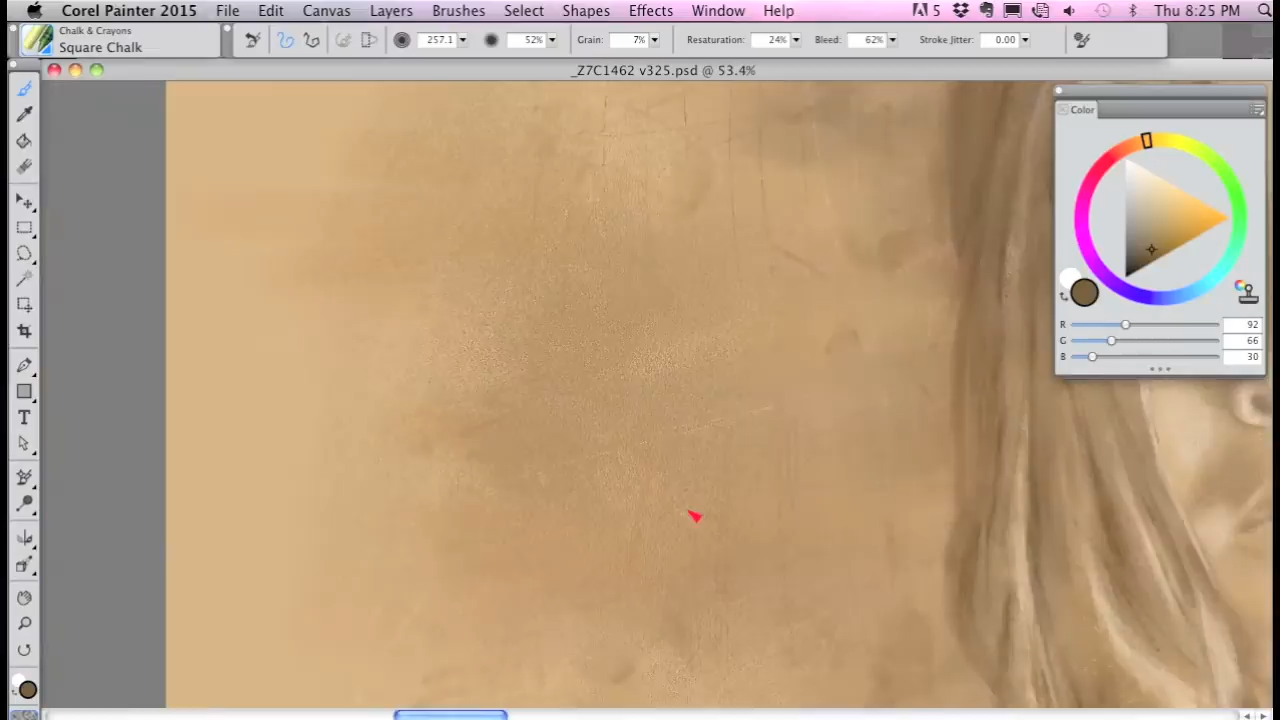 Corel Painter 2015 File Edit Canvas Layers Brushes Select Shapes Effects Window Help 5 Thu 8:25 PM
Chalk & Crayons
Square Chalk
257.1 52% Grain: 7% Resaturation: 24% Bleed: 62% Stroke Jitter: 0.00
_Z7C1462 v325.psd @ 53.4%
Color
R 92
G 66
B 30
T